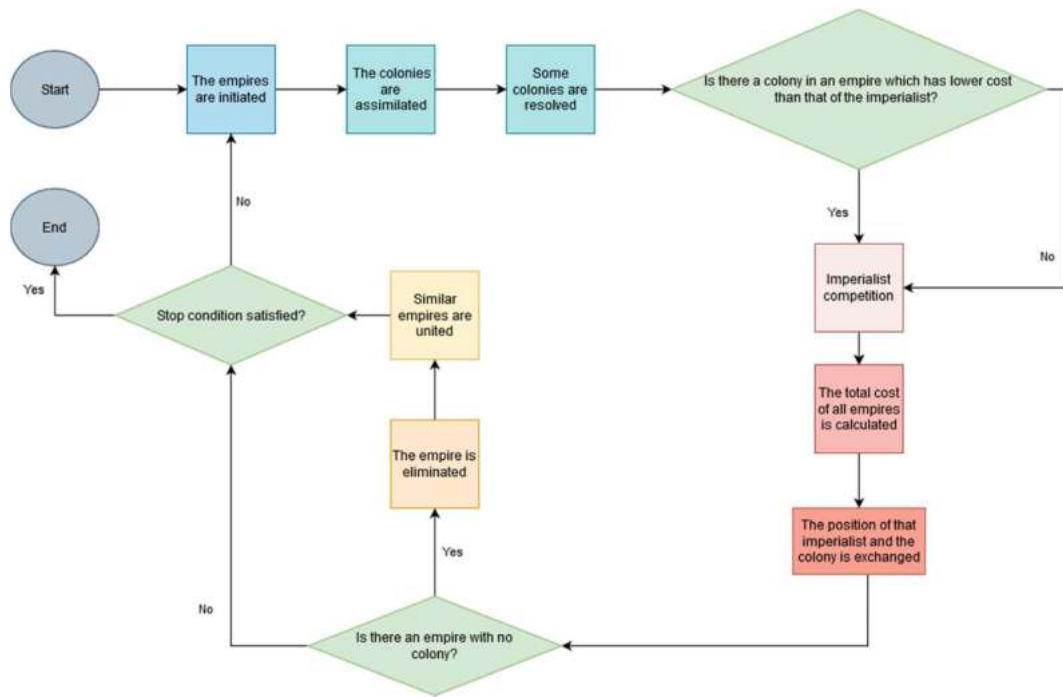 Start
The empires
are initiated
The colonies
are
assimilated
Some
colonies are
resolved
Is there a colony in an empire which has lower cost
than that of the imperialist?
Yes
No
Imperialist
competition
The total cost
of all empires
is calculated
The position of that
imperialist and the
colony is exchanged
Is there an empire with no
colony?
Yes
No
The empire is
eliminated
Similar
empires are
united
Stop condition satisfied?
No
Yes
End